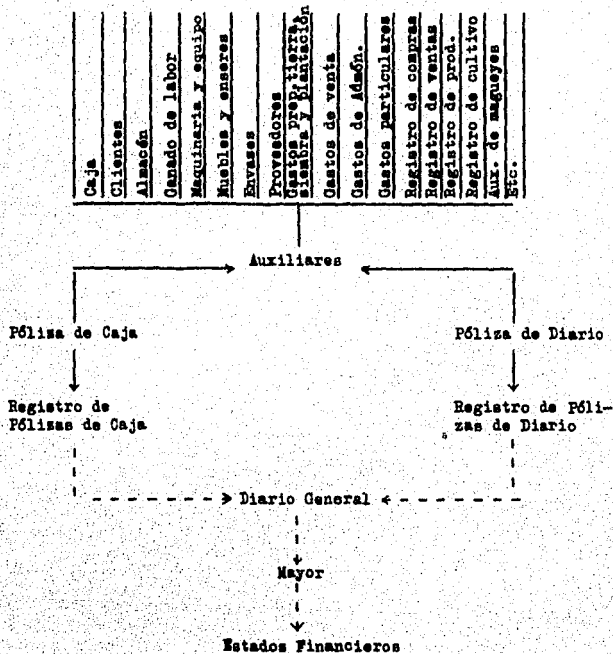 Caja
Clientes
Almacén
Ganado de labor
Maquinaria y equipo
Muebles y enseres
Envases
Proveedores
Gastos prep. tierra,
siembra y plantación
Gastos de venta
Gastos de Admón.
Gastos particulares
Registro de compras
Registro de ventas
Registro de prod.
Registro de cultivo
Aux. de magueyes
Etc.
Auxiliares
Póliza de Caja
Póliza de Diario
Registro de
Pólizas de Caja
Registro de Póli-
zas de Diario
Diario General
Mayor
Estados Financieros